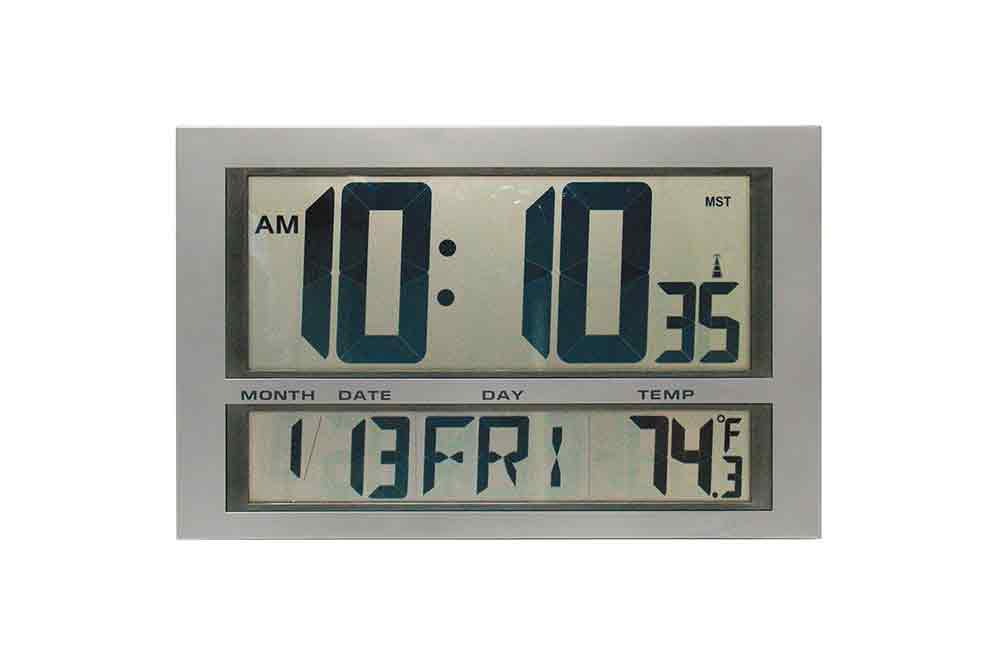 AM 10:10 35 MST
MONTH DATE DAY TEMP
1/13 FRI 74.3°F